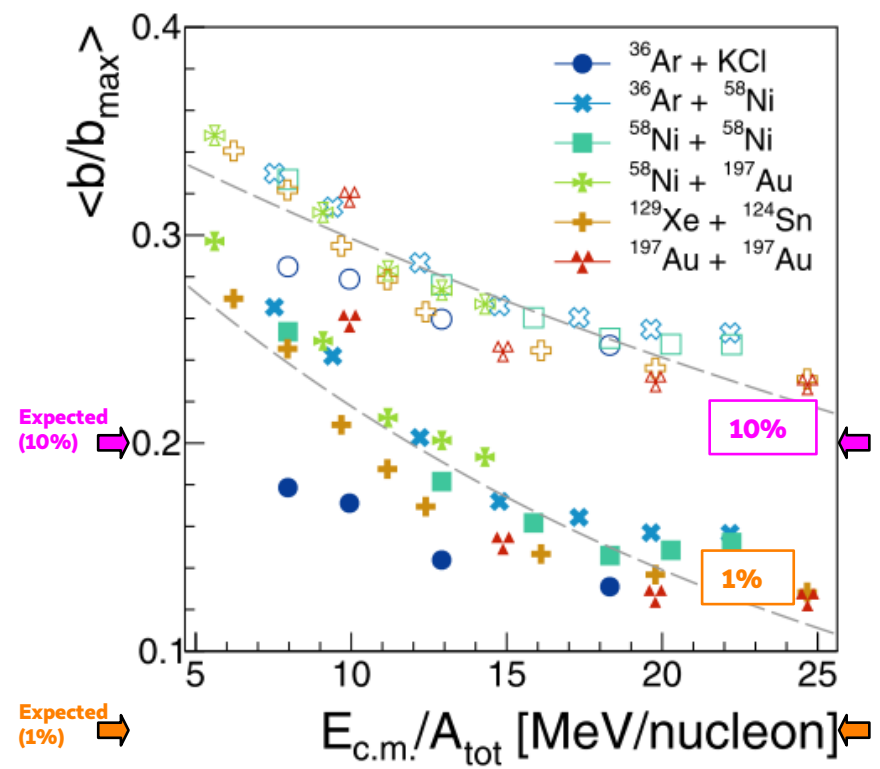 0.4
<b/bmax>
36Ar + KCl
36Ar + 58Ni
58Ni + 58Ni
58Ni + 197Au
129Xe + 124Sn
197Au + 197Au
0.3
Expected
(10%)
0.2
10%
1%
0.1
5 10 15 20 25
Expected
(1%)
Ec.m./Atot [MeV/nucleon]